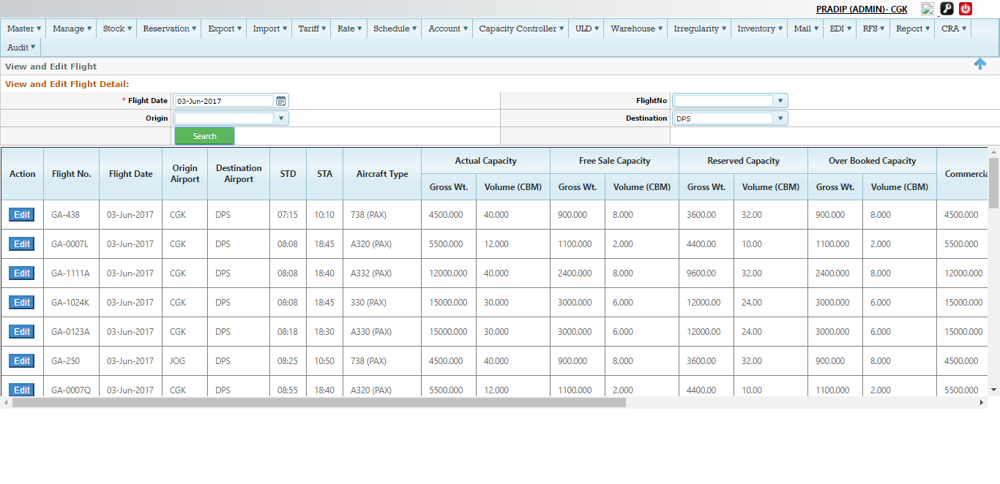 PRADIP (ADMIN)- CGK
Master Manage Stock Reservation Export Import Tariff Rate Schedule Account Capacity Controller ULD Warehouse Irregularity Inventory Mail EDI RFS Report CRA
Audit
View and Edit Flight
View and Edit Flight Detail:
* Flight Date 03-Jun-2017 FlightNo
Origin Destination DPS
Search
Action Flight No. Flight Date Origin Airport Destination Airport STD STA Aircraft Type Actual Capacity Free Sale Capacity Reserved Capacity Over Booked Capacity Commercia
Gross Wt. Volume (CBM) Gross Wt. Volume (CBM) Gross Wt. Volume (CBM) Gross Wt. Volume (CBM)
Edit GA-438 03-Jun-2017 CGK DPS 07:15 10:10 738 (PAX) 4500.000 40.000 900.000 8.000 3600.00 32.00 900.000 8.000 4500.000
Edit GA-0007L 03-Jun-2017 CGK DPS 08:08 18:45 A320 (PAX) 5500.000 12.000 1100.000 2.000 4400.00 10.00 1100.000 2.000 5500.000
Edit GA-1111A 03-Jun-2017 CGK DPS 08:08 18:40 A332 (PAX) 12000.000 40.000 2400.000 8.000 9600.00 32.00 2400.000 8.000 12000.000
Edit GA-1024K 03-Jun-2017 CGK DPS 08:08 18:45 330 (PAX) 15000.000 30.000 3000.000 6.000 12000.00 24.00 3000.000 6.000 15000.000
Edit GA-0123A 03-Jun-2017 CGK DPS 08:18 18:30 A330 (PAX) 15000.000 30.000 3000.000 6.000 12000.00 24.00 3000.000 6.000 15000.000
Edit GA-250 03-Jun-2017 JOG DPS 08:25 10:50 738 (PAX) 4500.000 40.000 900.000 8.000 3600.00 32.00 900.000 8.000 4500.000
Edit GA-0007Q 03-Jun-2017 CGK DPS 08:55 18:40 A320 (PAX) 5500.000 12.000 1100.000 2.000 4400.00 10.00 1100.000 2.000 5500.000